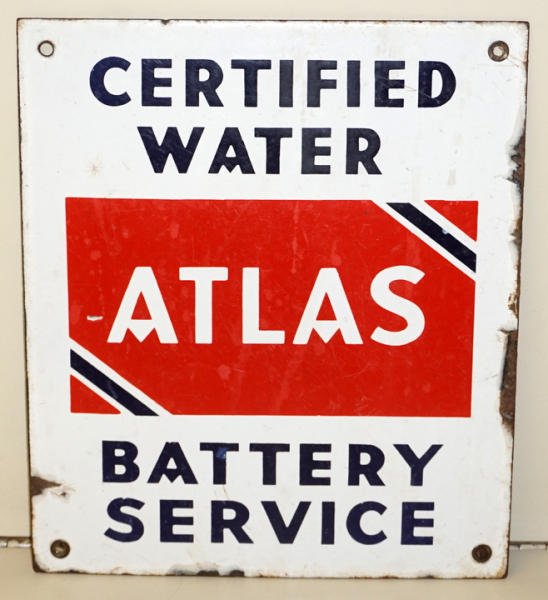 CERTIFIED
WATER
ATLAS
BATTERY
SERVICE